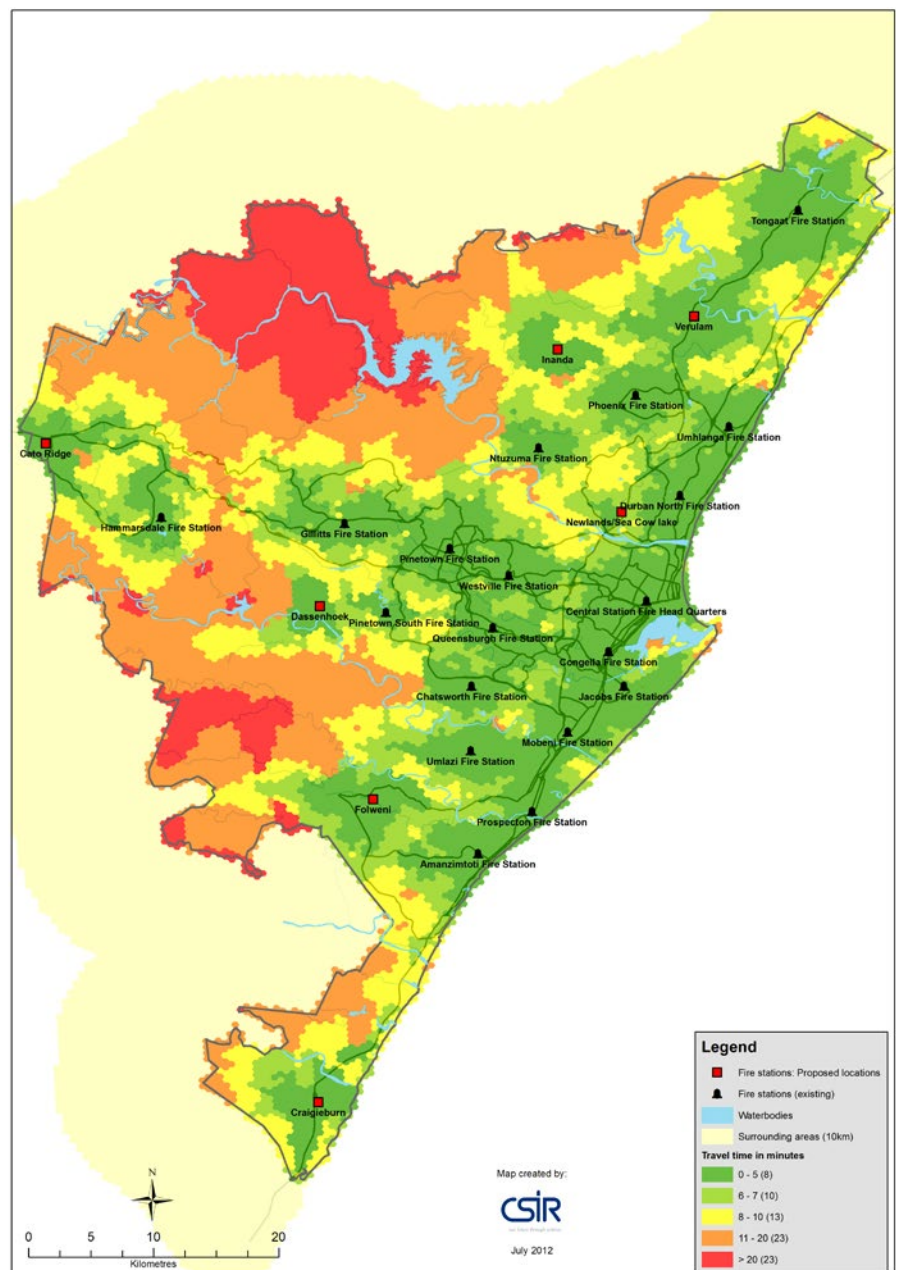 Tongaat Fire Station
Verulam
Inanda
Phoenix Fire Station
Umhlanga Fire Station
Cato Ridge
Ntuzuma Fire Station
Durban North Fire Station
Newlands/Sea Cow lake
Hammarsdale Fire Station
Gillitts Fire Station
Pinetown Fire Station
Westville Fire Station
Dassenhoek
Central Station Fire Head Quarters
Pinetown South Fire Station
Queensburgh Fire Station
Congella Fire Station
Chatsworth Fire Station
Jacobs Fire Station
Mobeni Fire Station
Umlazi Fire Station
Folweni
Prospecton Fire Station
Amanzimtoti Fire Station
Craigieburn
N
0 5 10 20
Kilometres
Map created by:
CSIR
July 2012
Legend
Fire stations: Proposed locations
Fire stations (existing)
Waterbodies
Surrounding areas (10km)
Travel time in minutes
0 - 5 (8)
6 - 7 (10)
8 - 10 (13)
11 - 20 (23)
> 20 (23)